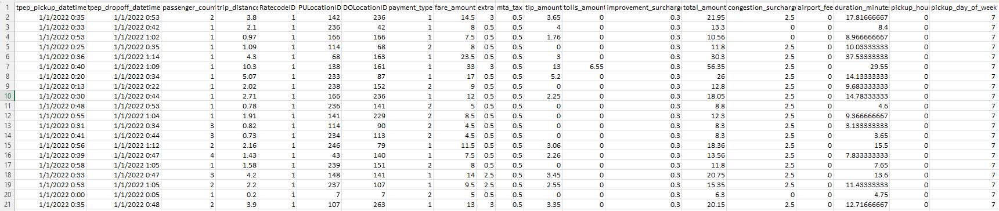 1 tpep_pickup_datetime tpep_dropoff_datetime passenger_count trip_distance RatecodeID PULocationID DOLocationID payment_type fare_amount extra mta_tax tip_amount tolls_amount improvement_surcharge total_amount congestion_surcharge airport_fee duration_minutes pickup_hour pickup_day_of_week
2 1/1/2022 0:35 1/1/2022 0:53 2 3.8 1 142 236 1 14.5 3 0.5 3.65 0 0.3 21.95 2.5 0 17.81666667 0 7
3 1/1/2022 0:33 1/1/2022 0:42 1 2.1 1 236 42 1 8 0.5 0.5 4 0 0.3 13.3 0 0 8.4 0 7
4 1/1/2022 0:53 1/1/2022 1:02 1 0.97 1 166 166 1 7.5 0.5 0.5 1.76 0 0.3 10.56 0 0 8.966666667 0 7
5 1/1/2022 0:25 1/1/2022 0:35 1 1.09 1 114 68 2 8 0.5 0.5 0 0 0.3 11.8 2.5 0 10.03333333 0 7
6 1/1/2022 0:36 1/1/2022 1:14 1 4.3 1 68 163 1 23.5 0.5 0.5 3 0 0.3 30.3 2.5 0 37.53333333 0 7
7 1/1/2022 0:40 1/1/2022 1:09 1 10.3 1 138 161 1 33 3 0.5 13 6.55 0.3 56.35 2.5 0 29.55 0 7
8 1/1/2022 0:20 1/1/2022 0:34 1 5.07 1 233 87 1 17 0.5 0.5 5.2 0 0.3 26 2.5 0 14.13333333 0 7
9 1/1/2022 0:13 1/1/2022 0:22 1 2.02 1 238 152 2 9 0.5 0.5 0 0 0.3 12.8 2.5 0 9.683333333 0 7
10 1/1/2022 0:30 1/1/2022 0:44 1 2.71 1 166 236 1 12 0.5 0.5 2.25 0 0.3 18.05 2.5 0 14.78333333 0 7
11 1/1/2022 0:48 1/1/2022 0:53 1 0.78 1 236 141 2 5 0.5 0.5 0 0 0.3 8.8 2.5 0 4.6 0 7
12 1/1/2022 0:55 1/1/2022 1:04 1 1.91 1 141 229 2 8.5 0.5 0.5 0 0 0.3 12.3 2.5 0 9.366666667 0 7
13 1/1/2022 0:31 1/1/2022 0:34 3 0.82 1 114 90 2 4.5 0.5 0.5 0 0 0.3 8.3 2.5 0 3.133333333 0 7
14 1/1/2022 0:41 1/1/2022 0:44 3 0.73 1 234 113 2 4.5 0.5 0.5 0 0 0.3 8.3 2.5 0 3.65 0 7
15 1/1/2022 0:56 1/1/2022 1:12 2 2.16 1 246 79 1 11.5 0.5 0.5 3.06 0 0.3 18.36 2.5 0 15.5 0 7
16 1/1/2022 0:39 1/1/2022 0:47 4 1.43 1 43 140 1 7.5 0.5 0.5 2.26 0 0.3 13.56 2.5 0 7.833333333 0 7
17 1/1/2022 0:58 1/1/2022 1:05 1 1.58 1 239 151 2 8 0.5 0.5 0 0 0.3 11.8 2.5 0 7.65 0 7
18 1/1/2022 0:33 1/1/2022 0:47 3 4.2 1 148 141 1 14 2.5 0.5 3.45 0 0.3 20.75 2.5 0 13.6 0 7
19 1/1/2022 0:53 1/1/2022 1:05 2 2.2 1 237 107 1 9.5 2.5 0.5 2.55 0 0.3 15.35 2.5 0 11.43333333 0 7
20 1/1/2022 0:00 1/1/2022 0:05 1 0.2 1 7 7 2 5 0.5 0.5 0 0 0.3 6.3 0 0 4.75 0 7
21 1/1/2022 0:35 1/1/2022 0:48 2 3.9 1 107 263 1 13 3 0.5 3.35 0 0.3 20.15 2.5 0 12.71666667 0 7